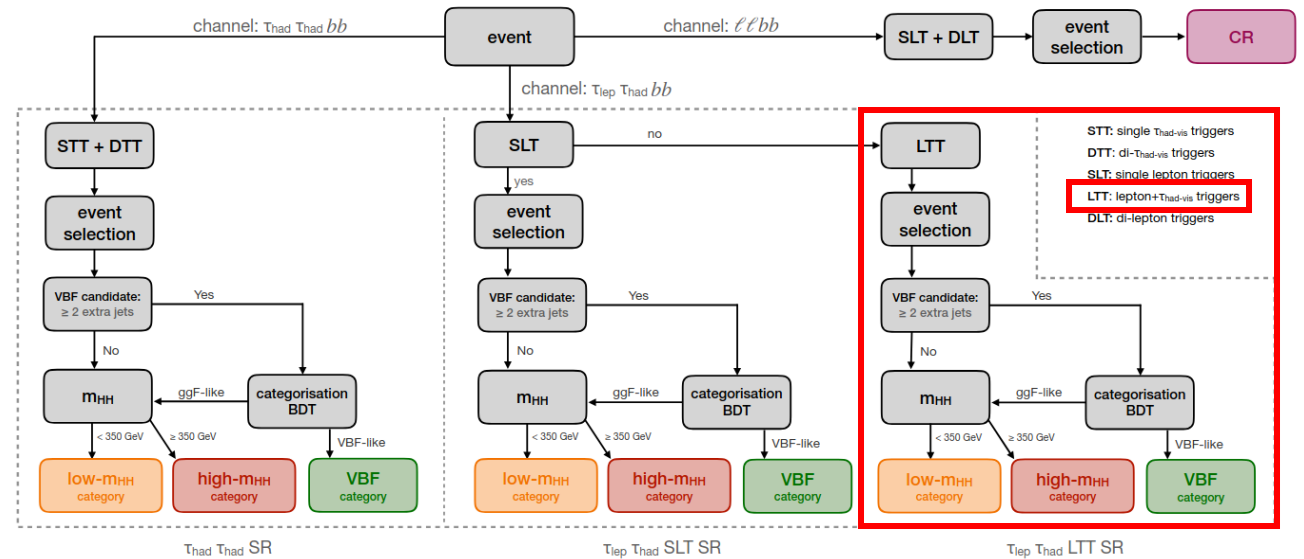 channel: τhad τhad bb
event
channel: ℓℓbb
SLT + DLT
event
selection
CR
channel: τlep τhad bb
STT + DTT
event
selection
VBF candidate:
≥ 2 extra jets
Yes
No
mHH
ggF-like
categorisation
BDT
< 350 GeV
≥ 350 GeV
VBF-like
low-mHH
category
high-mHH
category
VBF
category
τhad τhad SR
SLT
no
yes
event
selection
VBF candidate:
≥ 2 extra jets
Yes
No
mHH
ggF-like
categorisation
BDT
< 350 GeV
≥ 350 GeV
VBF-like
low-mHH
category
high-mHH
category
VBF
category
τlep τhad SLT SR
LTT
event
selection
VBF candidate:
≥ 2 extra jets
Yes
No
mHH
ggF-like
categorisation
BDT
< 350 GeV
≥ 350 GeV
VBF-like
low-mHH
category
high-mHH
category
VBF
category
τlep τhad LTT SR
STT: single τhad-vis triggers
DTT: di-τhad-vis triggers
SLT: single lepton triggers
LTT: lepton+τhad-vis triggers
DLT: di-lepton triggers